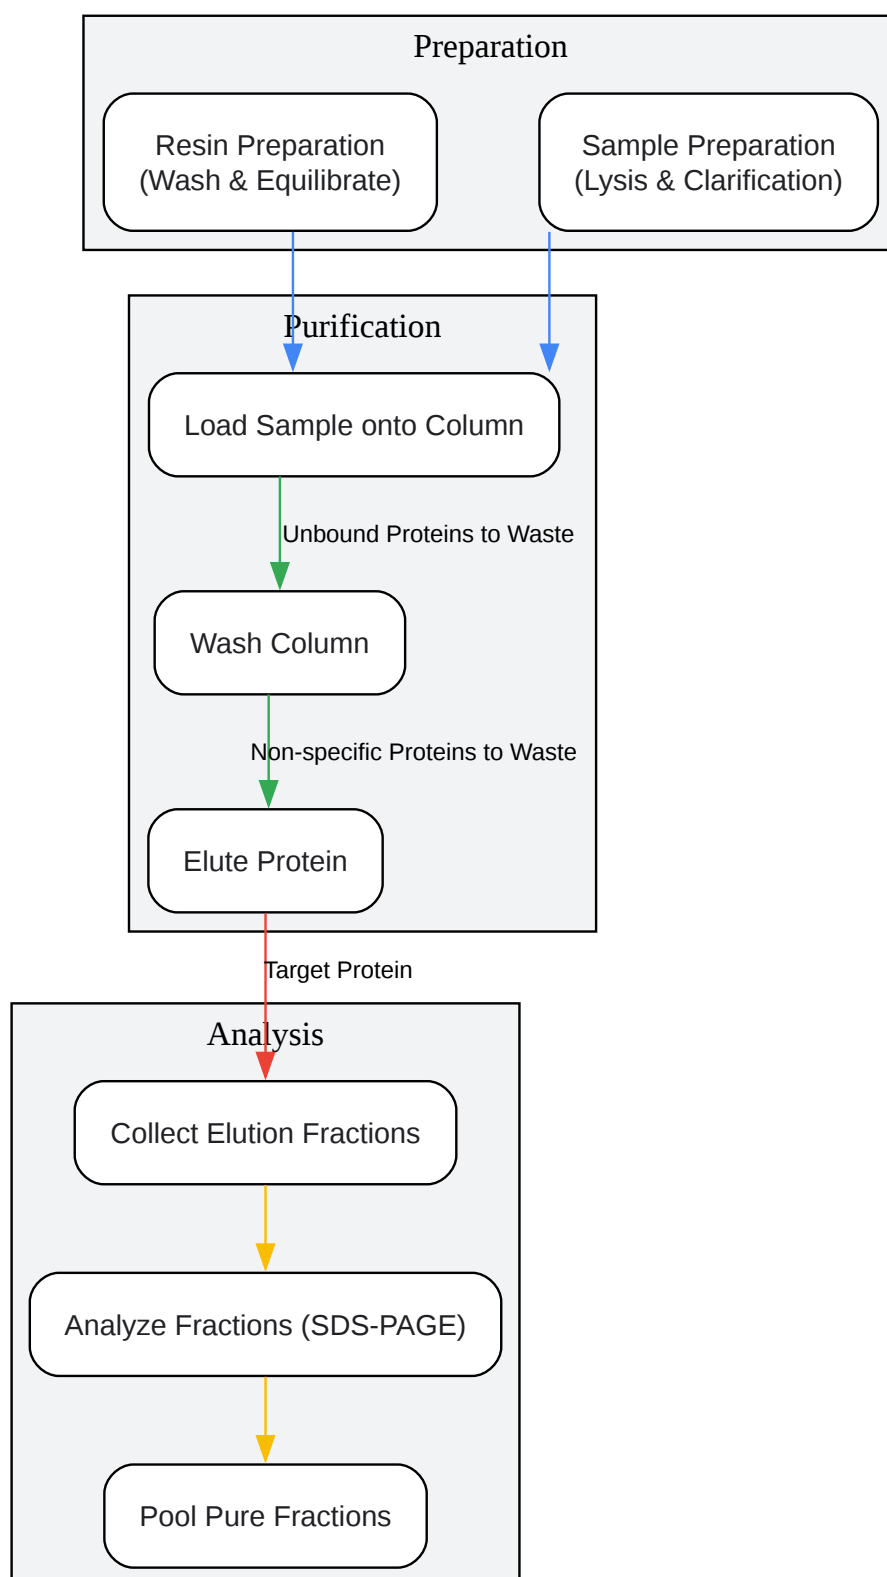 Preparation
Resin Preparation
(Wash & Equilibrate)
Sample Preparation
(Lysis & Clarification)
Purification
Load Sample onto Column
Unbound Proteins to Waste
Wash Column
Non-specific Proteins to Waste
Elute Protein
Target Protein
Analysis
Collect Elution Fractions
Analyze Fractions (SDS-PAGE)
Pool Pure Fractions